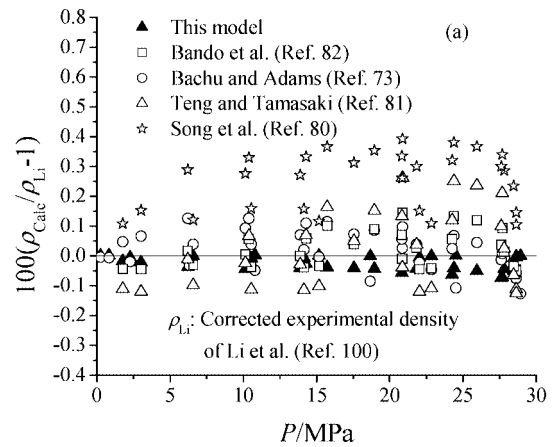 0.8
0.7
0.6
0.5
0.4
0.3
0.2
0.1
0.0
-0.1
-0.2
-0.3
-0.4
100(ρCalc/ρLi-1)
This model
(a)
Bando et al. (Ref. 82)
Bachu and Adams (Ref. 73)
Teng and Tamasaki (Ref. 81)
Song et al. (Ref. 80)
ρLi: Corrected experimental density
of Li et al. (Ref. 100)
0 5 10 15 20 25 30
P/MPa